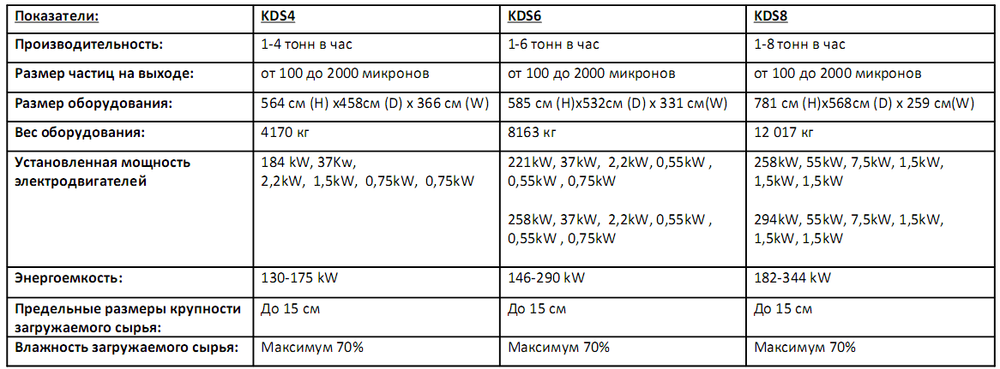 Показатели: KDS4 KDS6 KDS8
Производительность: 1-4 тонн в час 1-6 тонн в час 1-8 тонн в час
Размер частиц на выходе: от 100 до 2000 микронов от 100 до 2000 микронов от 100 до 2000 микронов
Размер оборудования: 564 см (H) x458см (D) x 366 см (W) 585 см (H)x532см (D) x 331 см(W) 781 см (H)x568см (D) x 259 см(W)
Вес оборудования: 4170 кг 8163 кг 12 017 кг
Установленная мощность 184 kW, 37Kw, 221kW, 37kW, 2,2kW, 0,55kW , 258kW, 55kW, 7,5kW, 1,5kW,
электродвигателей 2,2kW, 1,5kW, 0,75kW, 0,75kW 0,55kW , 0,75kW 1,5kW, 1,5kW
258kW, 37kW, 2,2kW, 0,55kW , 294kW, 55kW, 7,5kW, 1,5kW,
0,55kW , 0,75kW 1,5kW, 1,5kW
Энергоемкость: 130-175 kW 146-290 kW 182-344 kW
Предельные размеры крупности До 15 см До 15 см До 15 см
загружаемого сырья:
Влажность загружаемого сырья: Максимум 70% Максимум 70% Максимум 70%